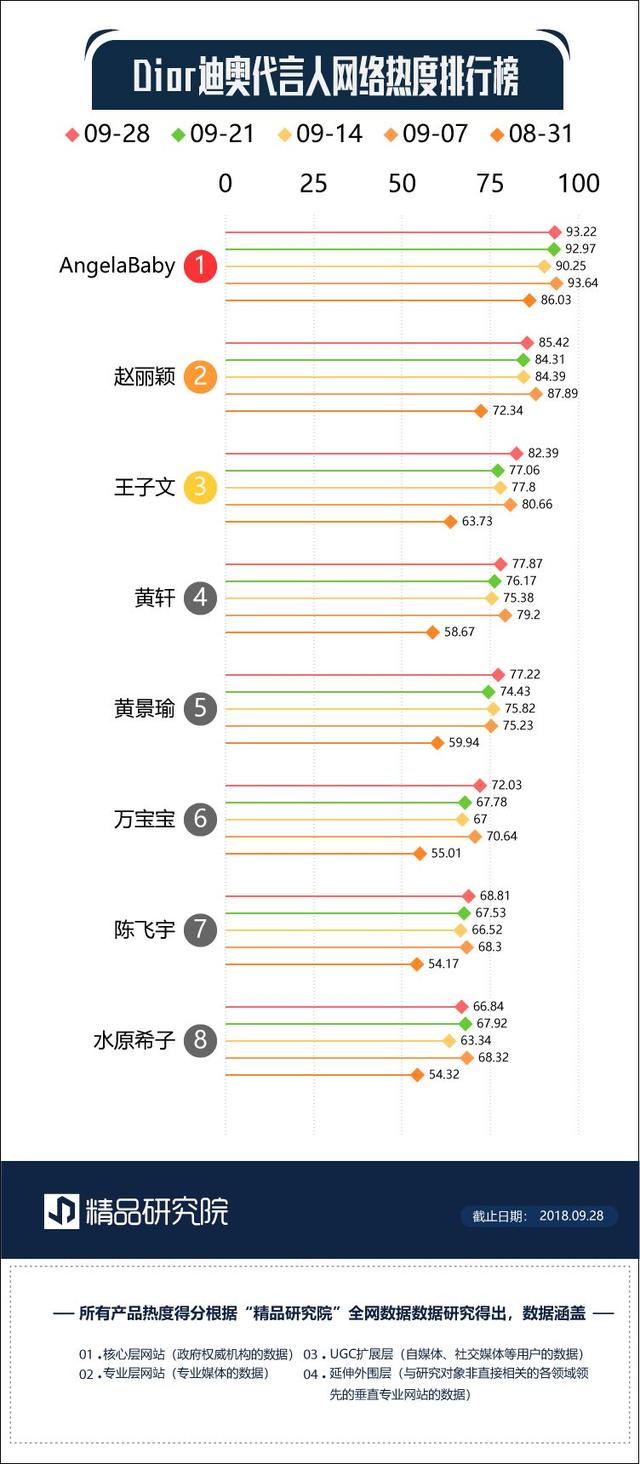 Dior迪奥代言人网络热度排行榜
09-28 09-21 09-14 09-07 08-31
0 25 50 75 100
93.22
92.97
AngelaBaby 1 90.25
93.64
86.03
85.42
84.31
赵丽颖 2 84.39
87.89
72.34
82.39
77.06
王子文 3 77.8
80.66
63.73
77.87
76.17
黄轩 4 75.38
79.2
58.67
77.22
74.43
黄景瑜 5 75.82
75.23
59.94
72.03
67.78
万宝宝 6 67
70.64
55.01
68.81
67.53
陈飞宇 7 66.52
68.3
54.17
66.84
67.92
水原希子 8 63.34
68.32
54.32
精品研究院
截止日期： 2018.09.28
所有产品热度得分根据“精品研究院”全网数据数据研究得出，数据涵盖
01 . 核心层网站（政府权威机构的数据）
02 . 专业层网站（专业媒体的数据）
03 . UGC扩展层（自媒体、社交媒体等用户的数据）
04 . 延伸外围层（与研究对象非直接相关的各领域领
先的垂直专业网站的数据）